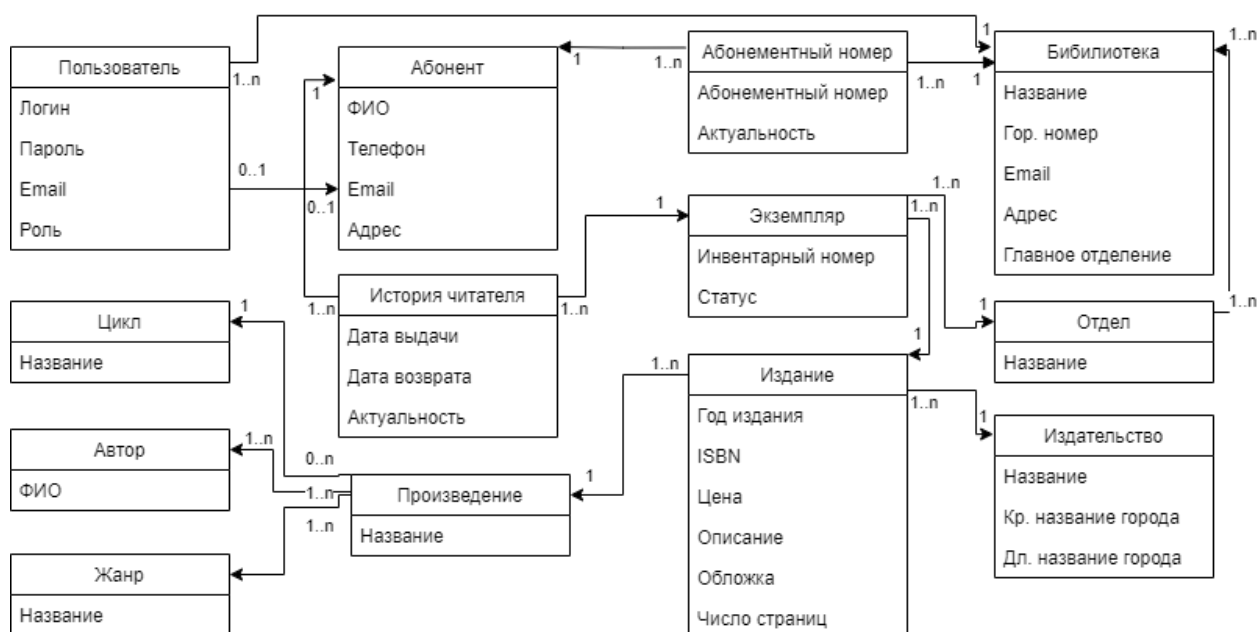 Пользователь
Логин
Пароль
Email
Роль
1..n
0..1
0..1
Абонент
ФИО
Телефон
Email
Адрес
1
1
Абонементный номер
Абонементный номер
Актуальность
1..n
1..n
1
1
Бибилиотека
Название
Гор. номер
Email
Адрес
Главное отделение
1..n
1..n
История читателя
Дата выдачи
Дата возврата
Актуальность
1..n
1..n
1
Экземпляр
Инвентарный номер
Статус
1..n
1..n
1
1
Отдел
Название
Цикл
Название
1
Автор
ФИО
1..n
Жанр
Название
0..n
1..n
1..n
Произведение
Название
1
1..n
Издание
Год издания
ISBN
Цена
Описание
Обложка
Число страниц
1..n
1
Издательство
Название
Кр. название города
Дл. название города